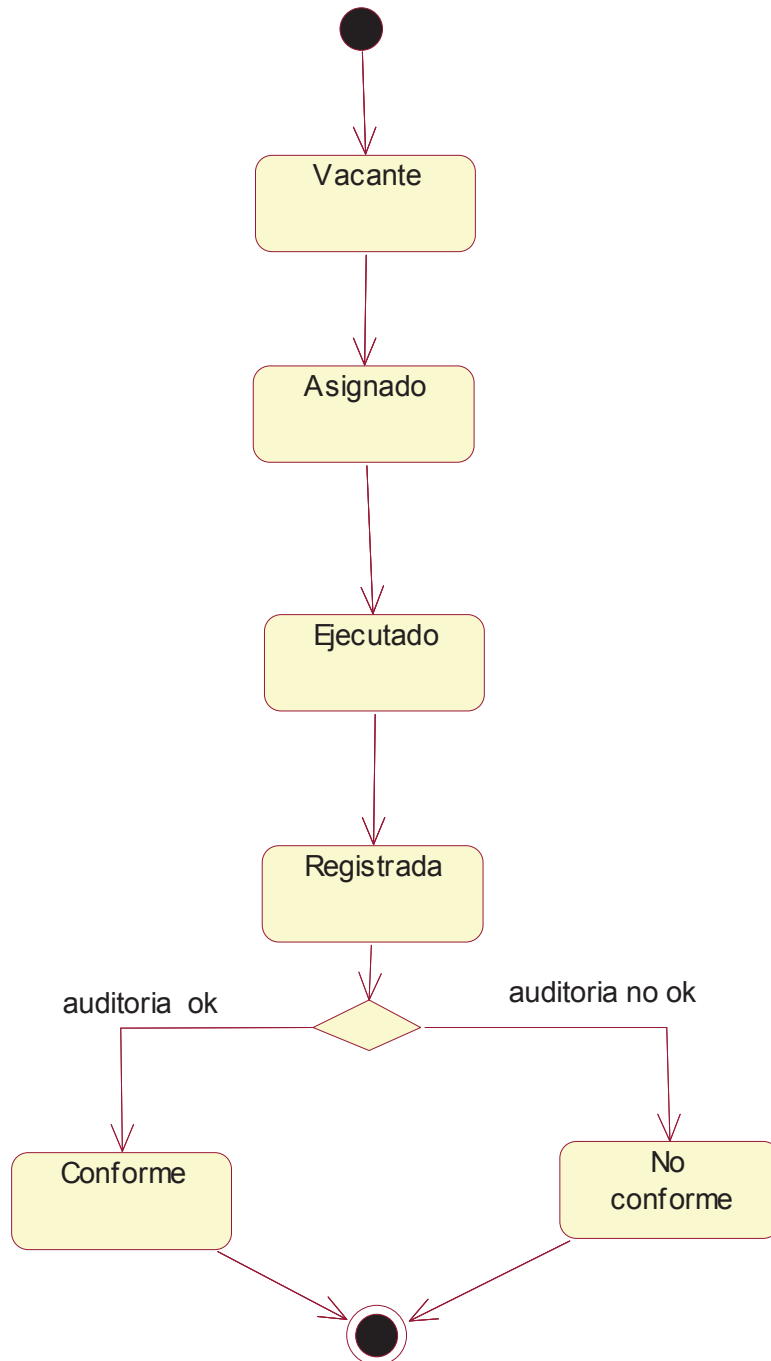 Vacante
Asignado
Ejecutado
Registrada
auditoria ok
auditoria no ok
Conforme
No
conforme